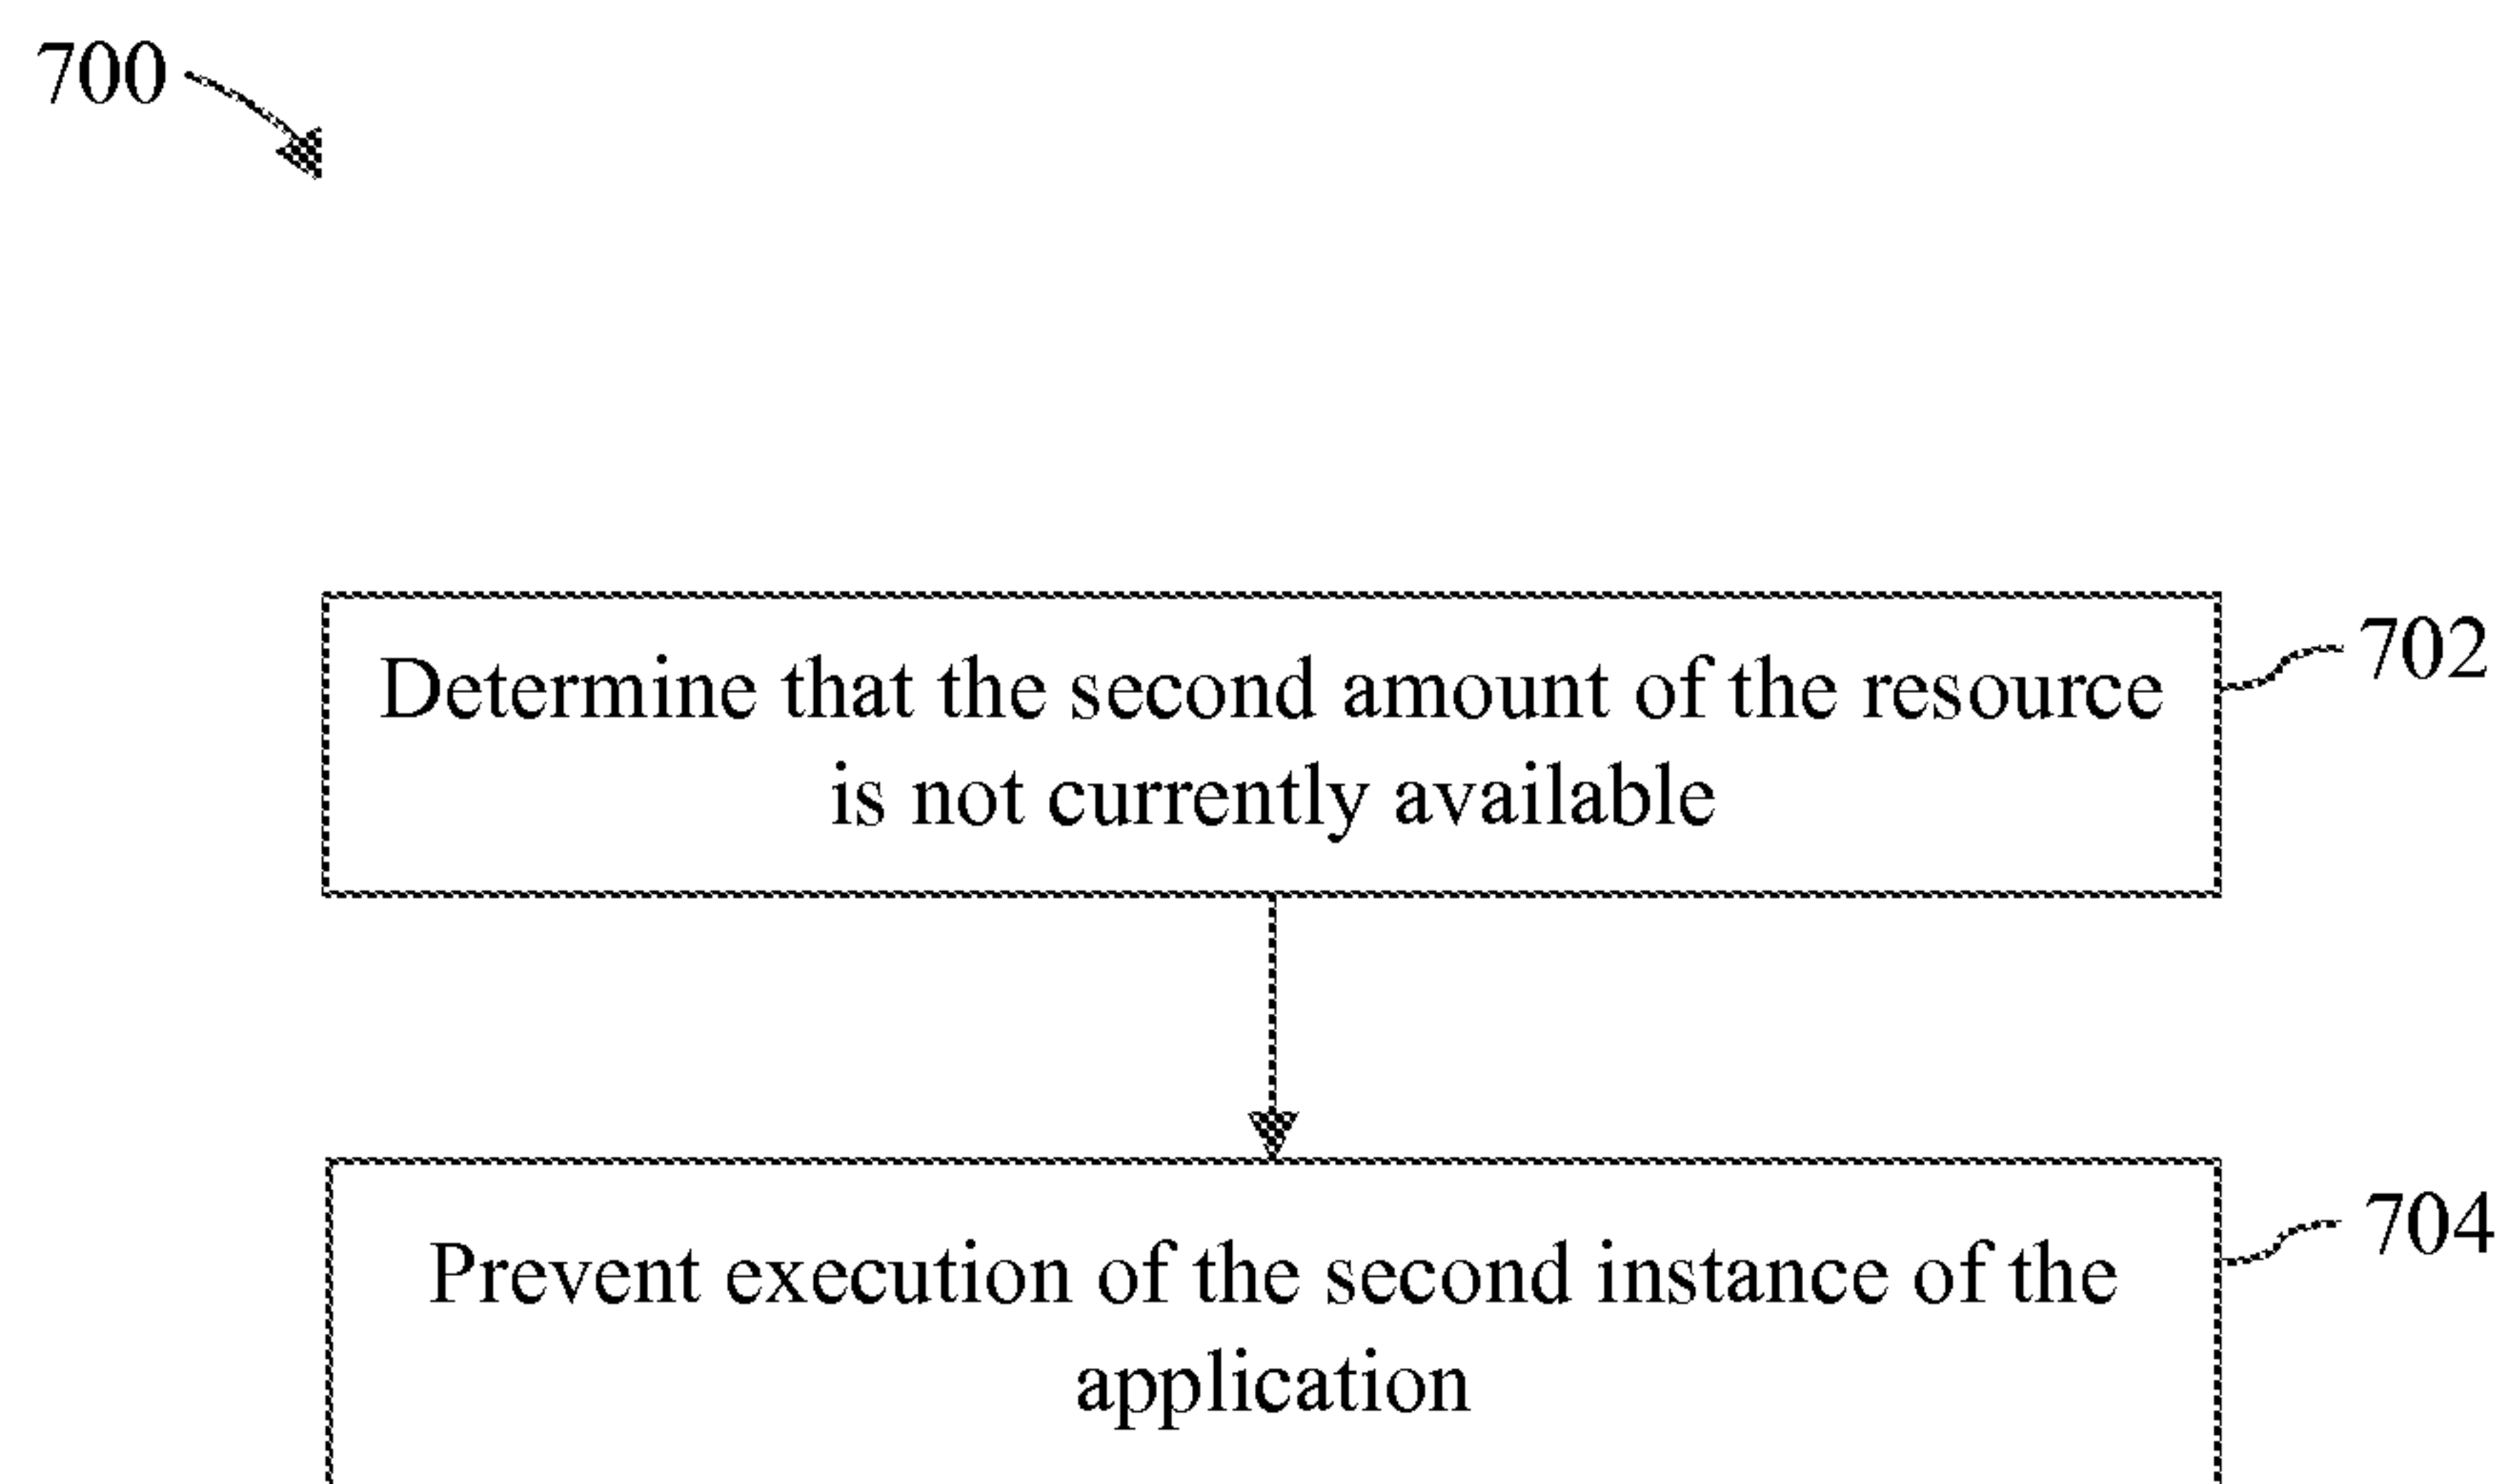 700
Determine that the second amount of the resource
is not currently available
702
Prevent execution of the second instance of the
application
704